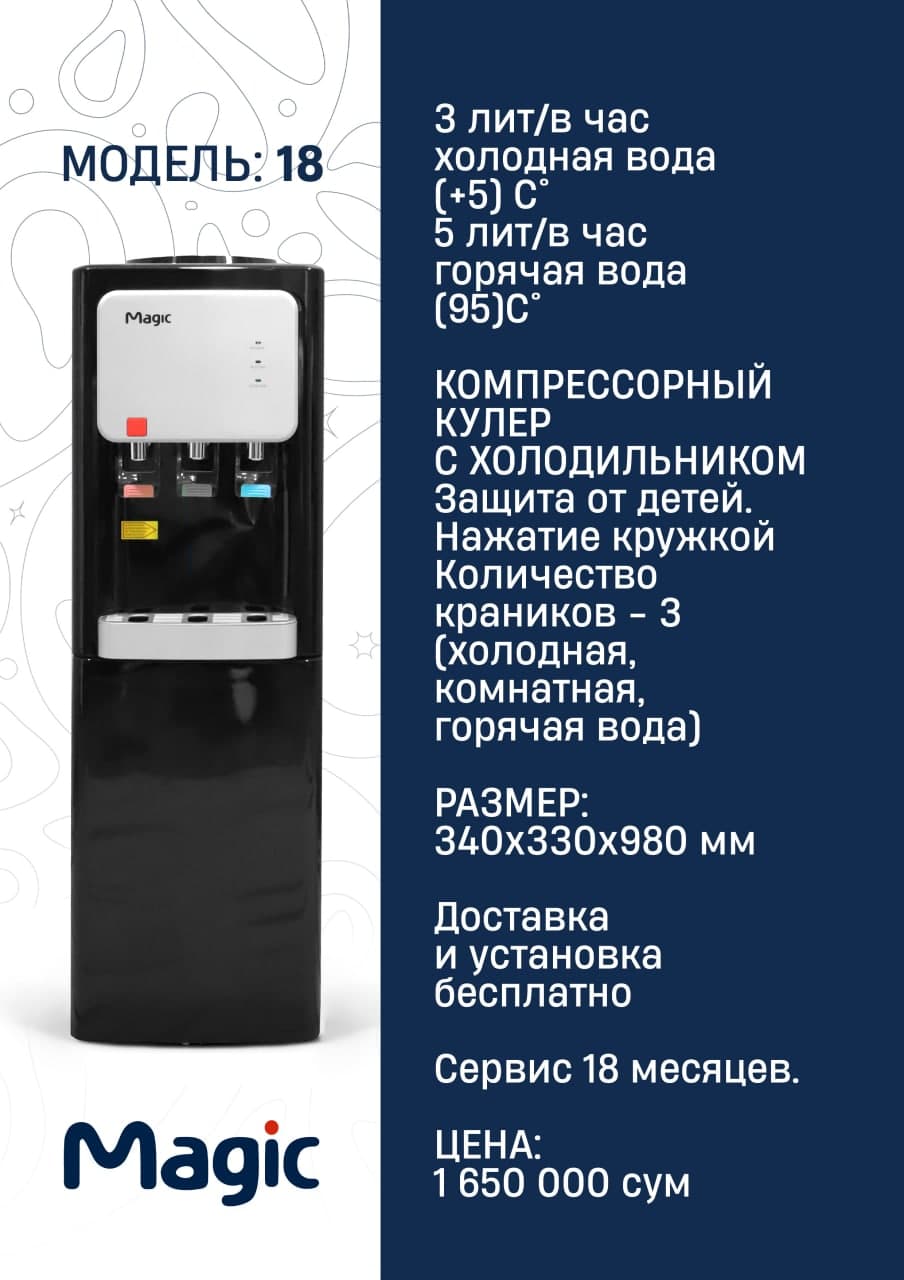 МОДЕЛЬ: 18
Magic
Magic
3 лит/в час
холодная вода
(+5) С°
5 лит/в час
горячая вода
(95)С°
КОМПРЕССОРНЫЙ
КУЛЕР
С ХОЛОДИЛЬНИКОМ
Защита от детей.
Нажатие кружкой
Количество
краников - 3
(холодная,
комнатная,
горячая вода)
РАЗМЕР:
340х330х980 мм
Доставка
и установка
бесплатно
Сервис 18 месяцев.
ЦЕНА:
1 650 000 сум